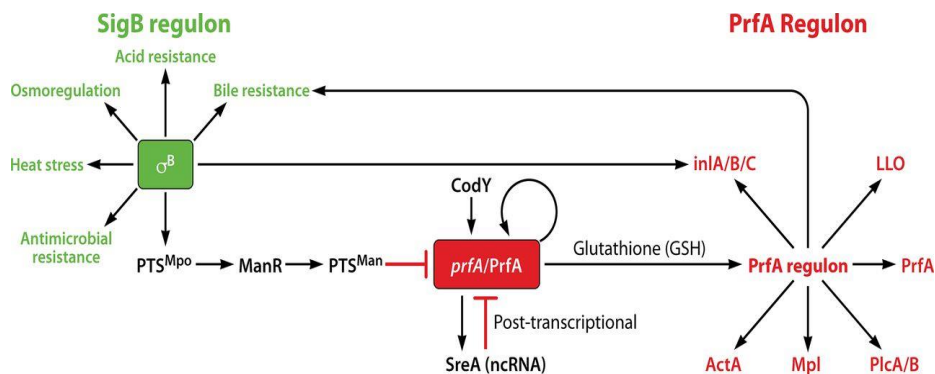 SigB regulon
PrfA Regulon
Acid resistance
Osmoregulation
Bile resistance
Heat stress
σB
inlA/B/C
LLO
CodY
Antimicrobial
resistance
PTSMpo
ManR
PTSMan
prfA/PrfA
Glutathione (GSH)
PrfA regulon
PrfA
Post-transcriptional
SreA (ncRNA)
ActA
Mpl
PlcA/B